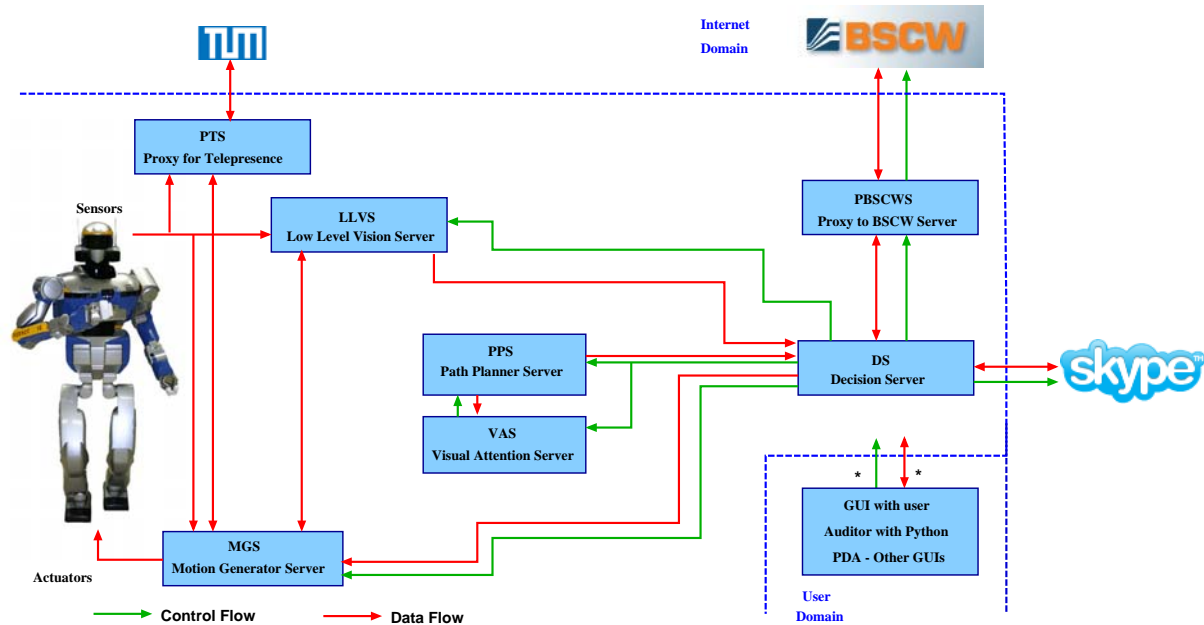 TUM
Internet
Domain
BSCW
PTS
Proxy for Telepresence
PBSCWS
Proxy to BSCW Server
Sensors
LLVS
Low Level Vision Server
PPS
Path Planner Server
DS
Decision Server
skype™
VAS
Visual Attention Server
* *
GUI with user
Auditor with Python
PDA - Other GUIs
MGS
Motion Generator Server
Actuators
User
Domain
Control Flow
Data Flow